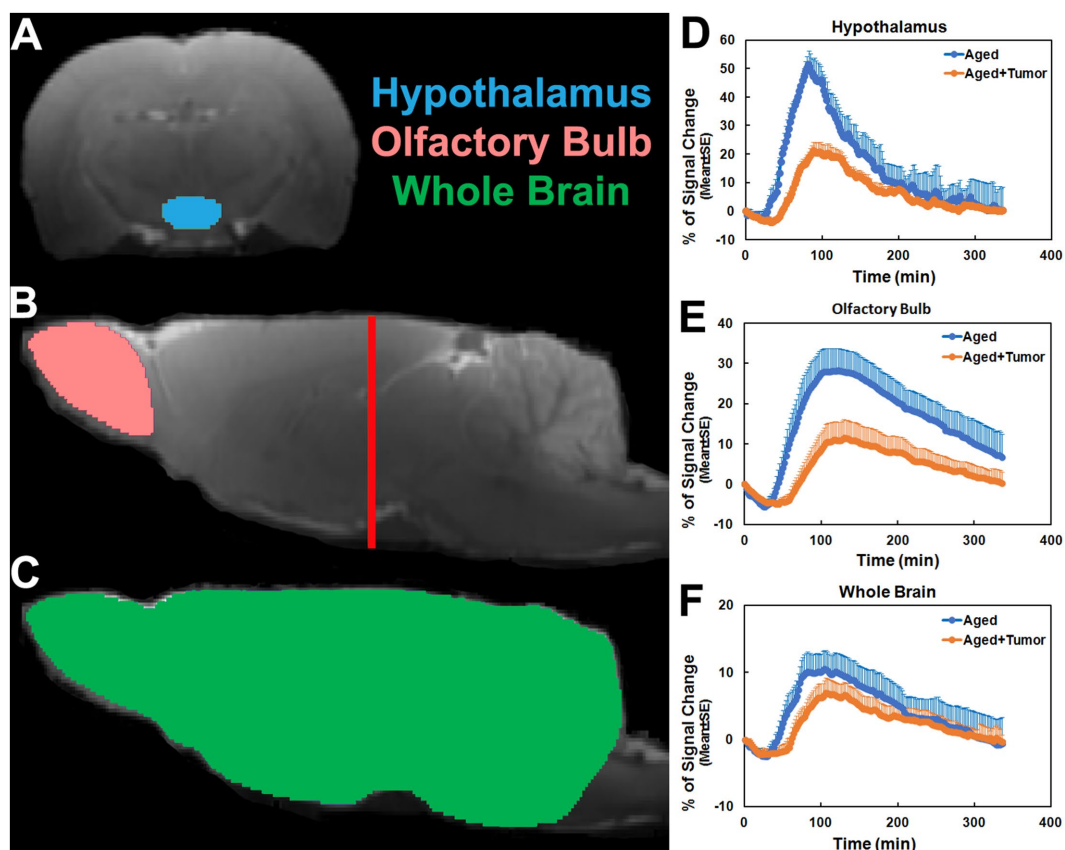 A
Hypothalamus
Olfactory Bulb
Whole Brain
B
C
D
Hypothalamus
Aged
Aged+Tumor
% of Signal Change
(Mean±SE)
60
50
40
30
20
10
0
-10
0
100
200
300
400
Time (min)
E
Olfactory Bulb
Aged
Aged+Tumor
% of Signal Change
(Mean±SE)
40
30
20
10
0
-10
0
100
200
300
400
Time (min)
F
Whole Brain
Aged
Aged+Tumor
% of Signal Change
(Mean±SE)
20
10
0
-10
0
100
200
300
400
Time (min)